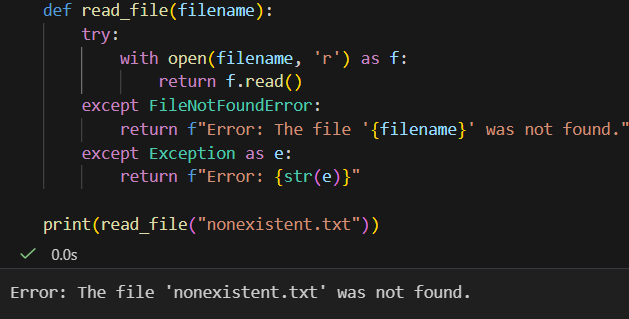 def read_file(filename):
    try:
        with open(filename, 'r') as f:
            return f.read()
    except FileNotFoundError:
        return f"Error: The file '{filename}' was not found."
    except Exception as e:
        return f"Error: {str(e)}"

print(read_file("nonexistent.txt"))
0.0s
Error: The file 'nonexistent.txt' was not found.